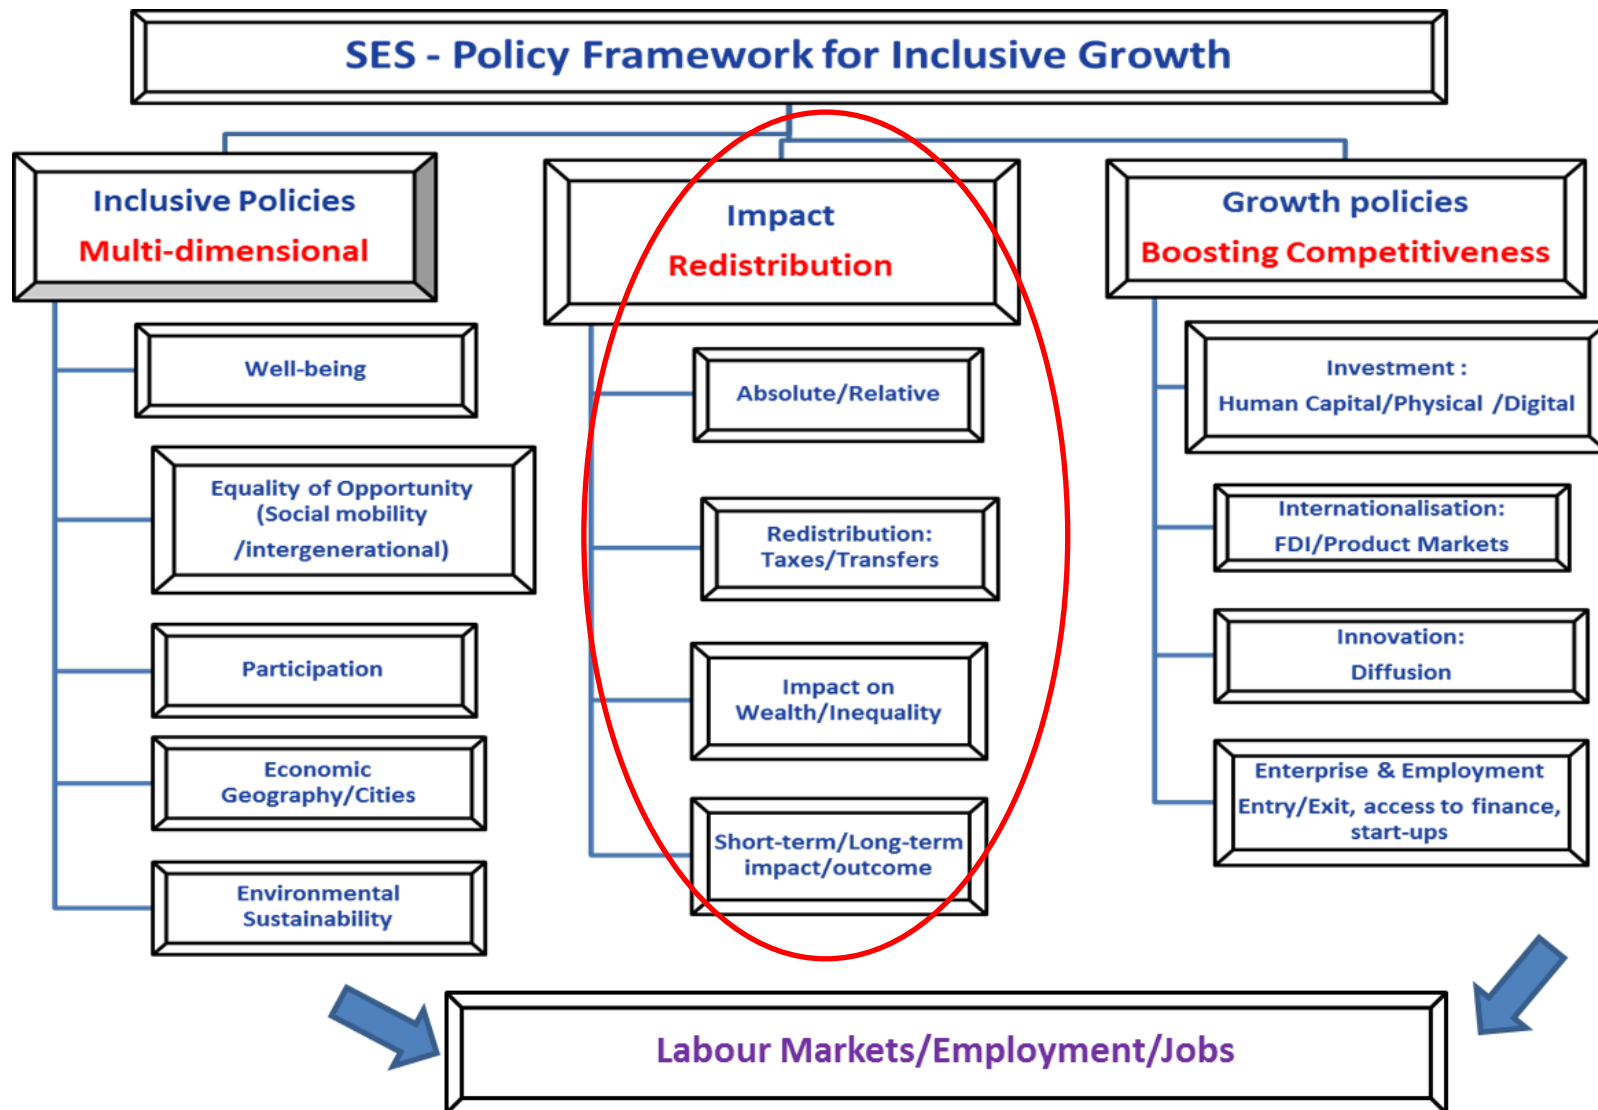 SES - Policy Framework for Inclusive Growth
Inclusive Policies
Multi-dimensional
Well-being
Equality of Opportunity
(Social mobility
/intergenerational)
Participation
Economic
Geography/Cities
Environmental
Sustainability
Impact
Redistribution
Absolute/Relative
Redistribution:
Taxes/Transfers
Impact on
Wealth/Inequality
Short-term/Long-term
impact/outcome
Growth policies
Boosting Competitiveness
Investment :
Human Capital/Physical /Digital
Internationalisation:
FDI/Product Markets
Innovation:
Diffusion
Enterprise & Employment
Entry/Exit, access to finance,
start-ups
Labour Markets/Employment/Jobs